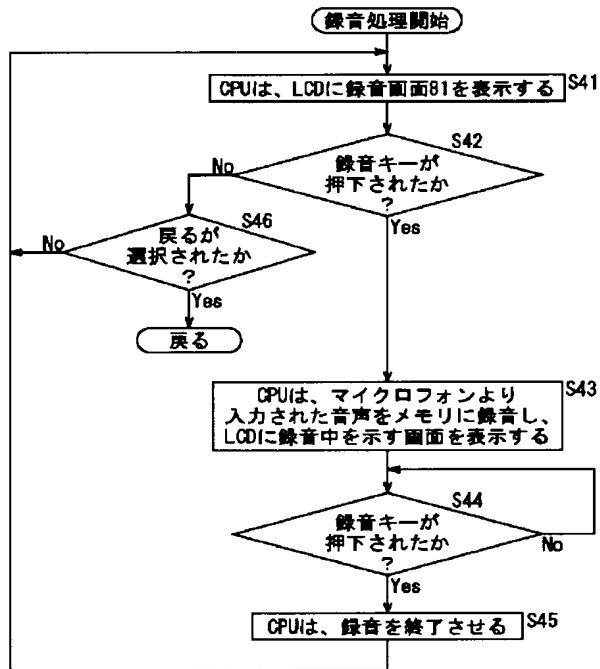 録音処理開始
CPUは、LCDに録音画面81を表示する
S41
S42
録音キーが
押下されたか
?
No
Yes
S46
戻るが
選択されたか
?
No
Yes
戻る
S43
CPUは、マイクロフォンより
入力された音声をメモリに録音し、
LCDに録音中を示す画面を表示する
S44
録音キーが
押下されたか
?
No
Yes
CPUは、録音を終了させる
S45